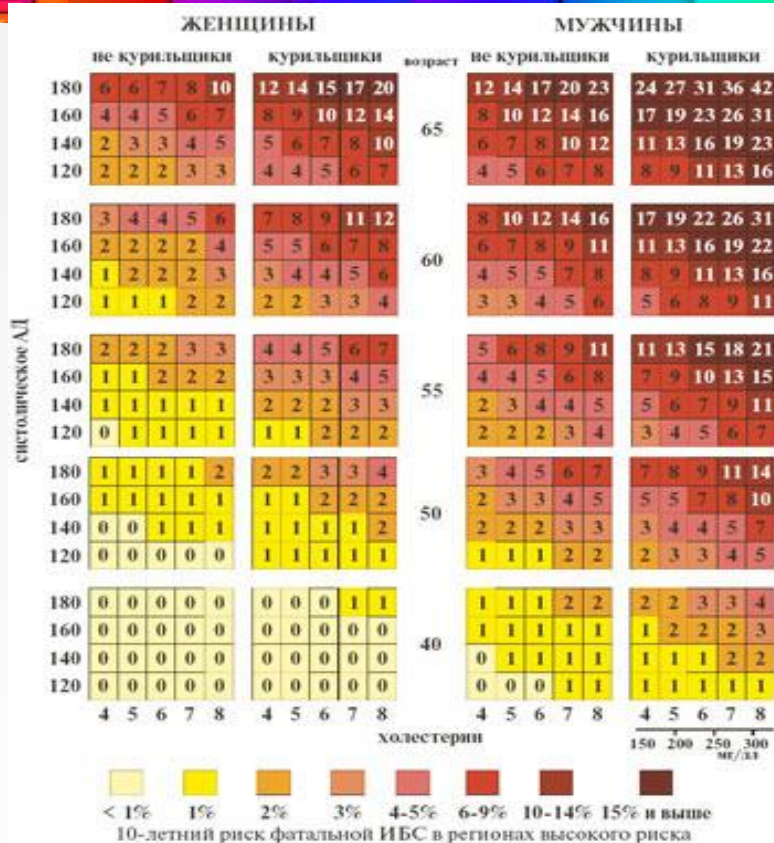 ЖЕНЩИНЫ МУЖЧИНЫ
не курильщики курильщики возраст не курильщики курильщики
180 6 6 7 8 10 12 14 15 17 20 12 14 17 20 23 24 27 31 36 42
160 4 4 5 6 7 8 9 10 12 14 8 10 12 14 16 17 19 23 26 31
65
140 2 3 3 4 5 5 6 7 8 10 6 7 8 10 12 11 13 16 19 23
120 2 2 2 3 3 4 4 5 6 7 4 5 6 7 8 8 9 11 13 16
180 3 4 4 5 6 7 8 9 11 12 8 10 12 14 16 17 19 22 26 31
160 2 2 2 2 4 5 5 6 7 8 6 7 8 9 11 11 13 16 19 22
60
140 1 2 2 2 3 3 4 4 5 6 4 5 5 7 8 8 9 11 13 16
120 1 1 1 2 2 2 2 3 3 4 3 3 4 5 6 5 6 8 9 11
систолическое АД
180 2 2 2 3 3 4 4 5 6 7 5 6 8 9 11 11 13 15 18 21
160 1 1 2 2 2 3 3 3 4 5 4 4 5 6 8 7 9 10 13 15
55
140 1 1 1 1 1 2 2 2 3 3 2 3 4 4 5 5 6 7 9 11
120 0 1 1 1 1 1 1 2 2 2 2 2 2 3 4 3 4 5 6 7
180 1 1 1 1 2 2 2 3 3 4 3 4 5 6 7 7 8 9 11 14
160 1 1 1 1 1 1 1 2 2 2 2 3 3 4 5 5 5 7 8 10
50
140 0 0 1 1 1 1 1 1 1 2 2 2 2 3 3 3 4 4 5 7
120 0 0 0 0 0 1 1 1 1 1 1 1 1 2 2 2 3 3 4 5
180 0 0 0 0 0 0 0 0 1 1 1 1 1 2 2 2 2 3 3 4
160 0 0 0 0 0 0 0 0 0 0 1 1 1 1 1 1 2 2 2 3
40
140 0 0 0 0 0 0 0 0 0 0 0 1 1 1 1 1 1 1 2 2
120 0 0 0 0 0 0 0 0 0 0 0 0 0 1 1 1 1 1 1 1
4 5 6 7 8 4 5 6 7 8 4 5 6 7 8 4 5 6 7 8
холестерин
150 200 250 300
мг/дл
< 1% 1% 2% 3% 4-5% 6-9% 10-14% 15% и выше
10-летний риск фатальной ИБС в регионах высокого риска